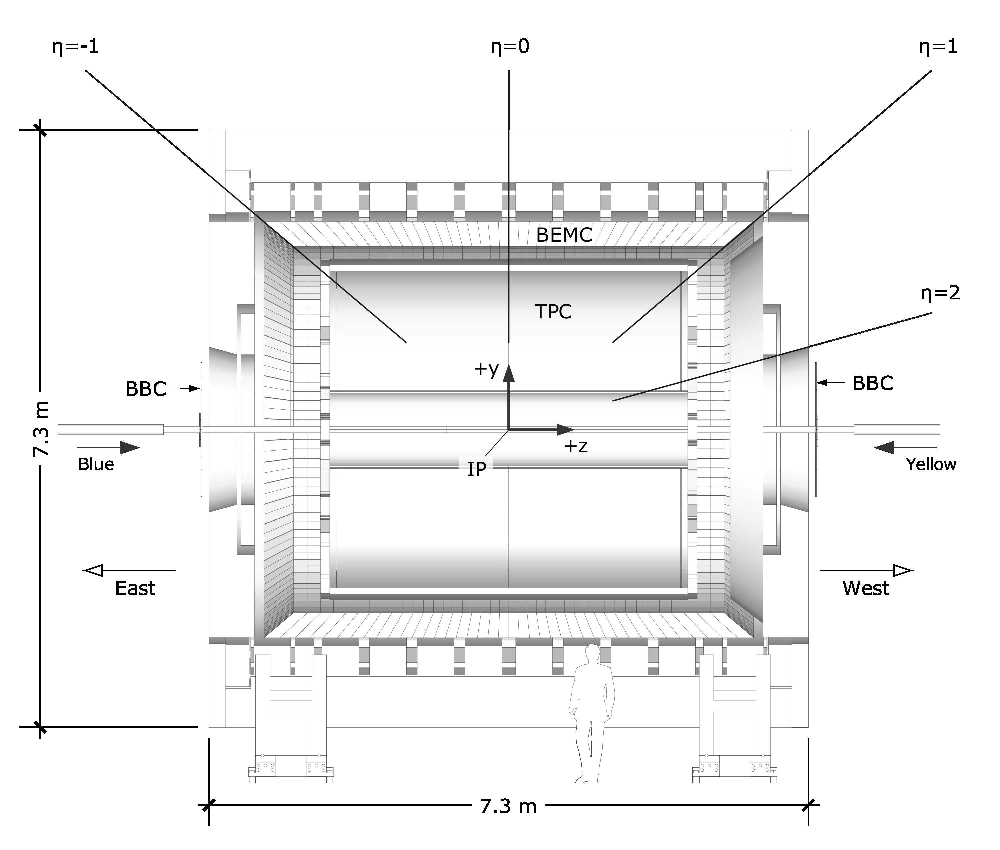 η=-1
η=0
η=1
BEMC
η=2
TPC
+y
BBC
BBC
7.3 m
+z
Blue
IP
Yellow
East
West
7.3 m